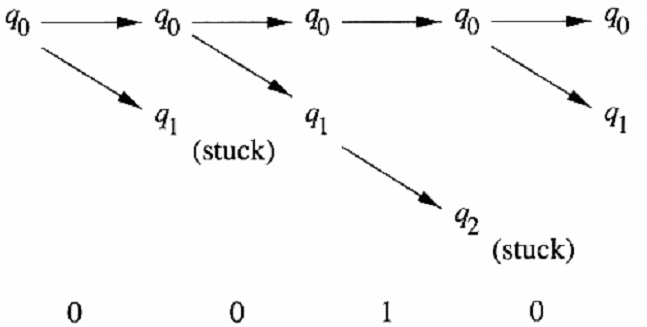 q0 q0 q0 q0 q0
q1 q1 q1
(stuck)
q2
(stuck)
0 0 1 0